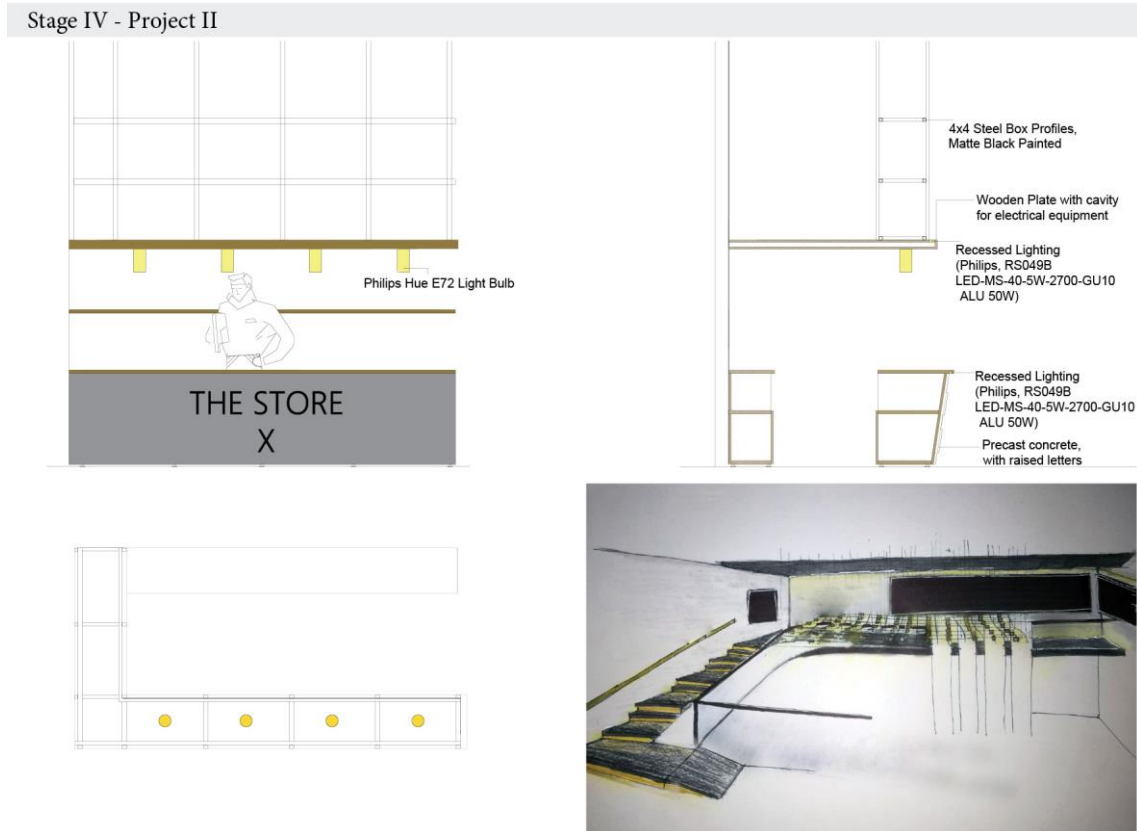 Stage IV - Project II
Philips Hue E72 Light Bulb
THE STORE
X
4x4 Steel Box Profiles,
Matte Black Painted
Wooden Plate with cavity
for electrical equipment
Recessed Lighting
(Philips, RS049B
LED-MS-40-5W-2700-GU10
ALU 50W)
Recessed Lighting
(Philips, RS049B
LED-MS-40-5W-2700-GU10
ALU 50W)
Precast concrete,
with raised letters